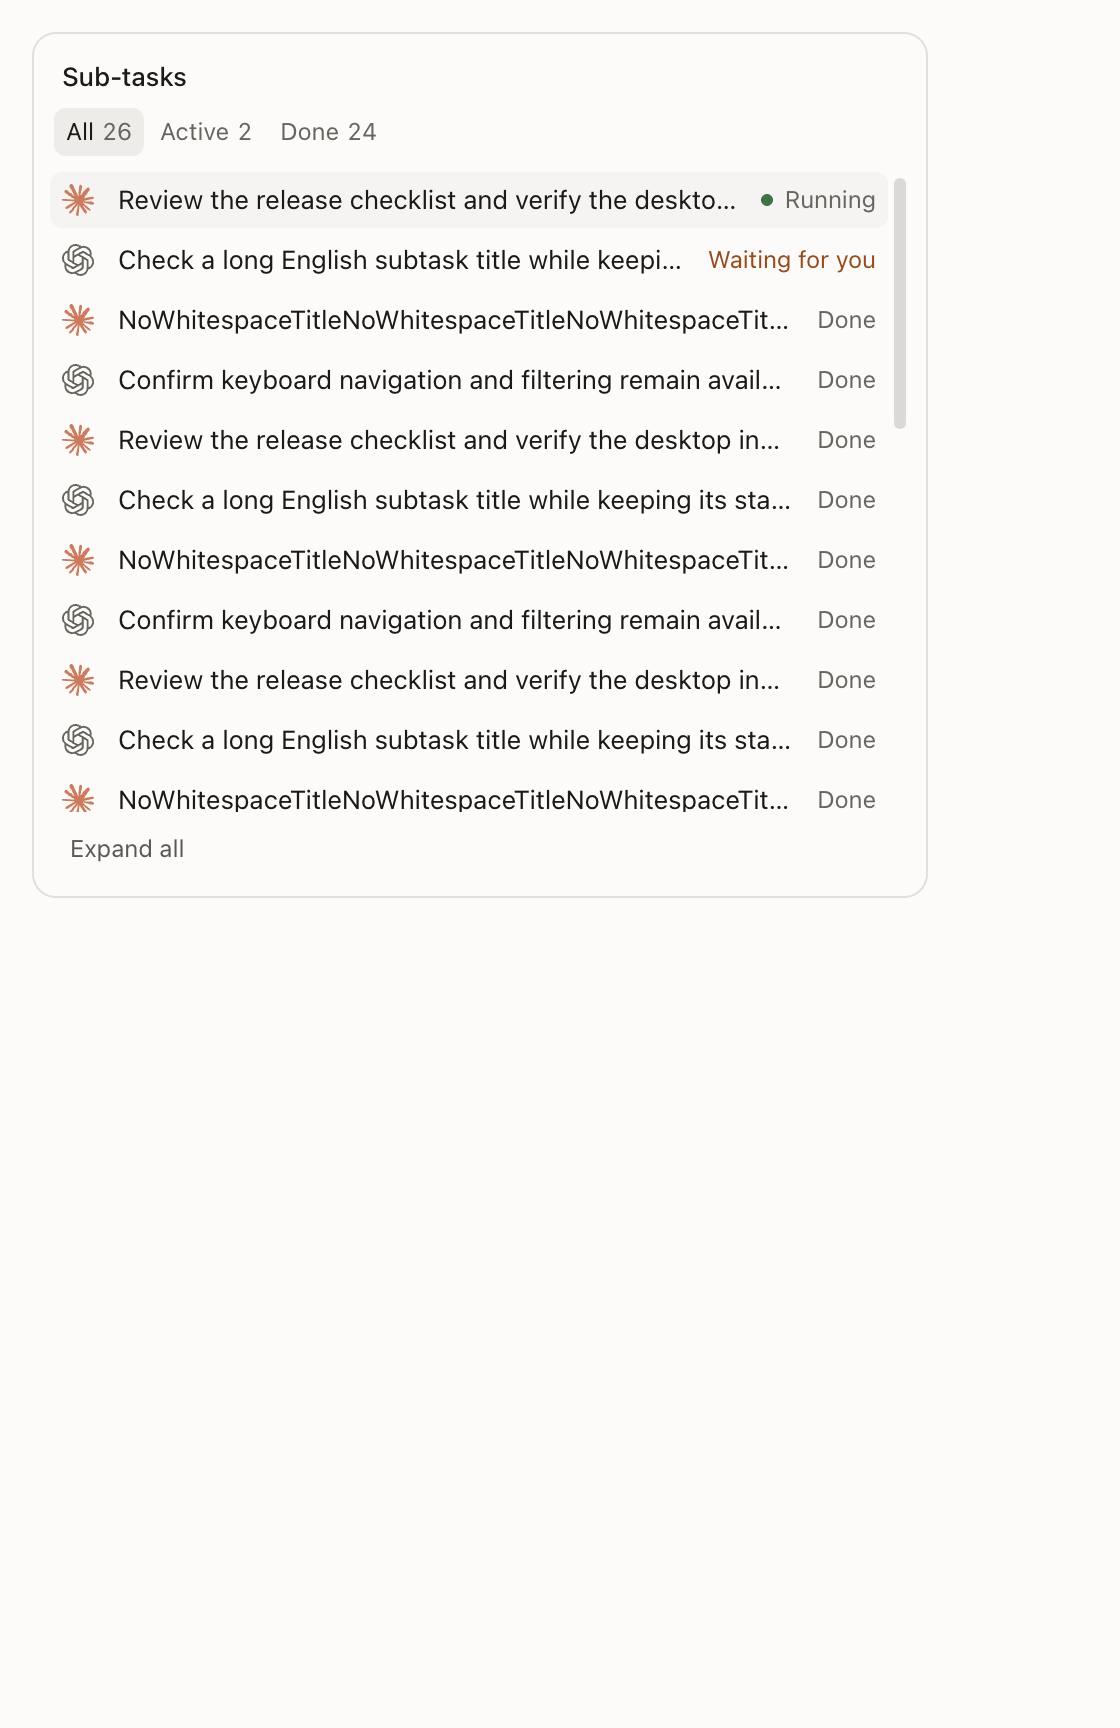 Sub-tasks
All 26 Active 2 Done 24
Review the release checklist and verify the deskto... Running
Check a long English subtask title while keepi... Waiting for you
NoWhitespaceTitleNoWhitespaceTitleNoWhitespaceTit... Done
Confirm keyboard navigation and filtering remain avail... Done
Review the release checklist and verify the desktop in... Done
Check a long English subtask title while keeping its sta... Done
NoWhitespaceTitleNoWhitespaceTitleNoWhitespaceTit... Done
Confirm keyboard navigation and filtering remain avail... Done
Review the release checklist and verify the desktop in... Done
Check a long English subtask title while keeping its sta... Done
NoWhitespaceTitleNoWhitespaceTitleNoWhitespaceTit... Done
Expand all